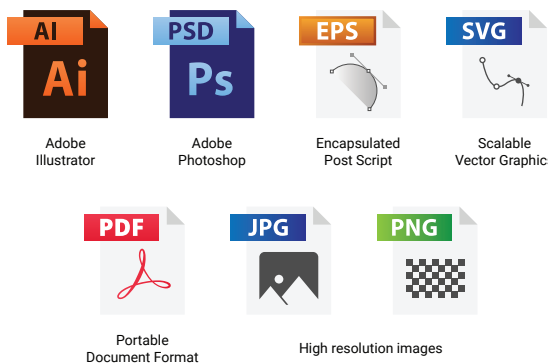 AI
Ai
PSD
Ps
EPS
SVG
Adobe
Illustrator
Adobe
Photoshop
Encapsulated
Post Script
Scalable
Vector Graphics
PDF
JPG
PNG
Portable
Document Format
High resolution images